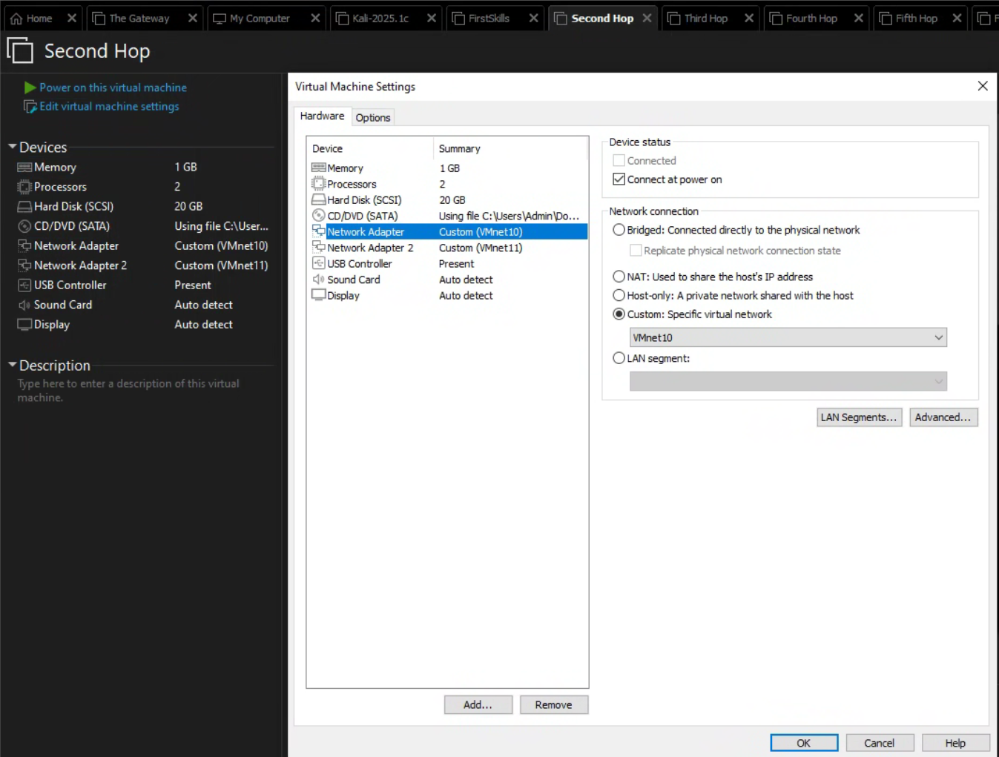 Home
The Gateway
My Computer
Kali-2025.1c
FirstSkills
Second Hop
Third Hop
Fourth Hop
Fifth Hop
Second Hop
Power on this virtual machine
Edit virtual machine settings
Devices
Memory 1 GB
Processors 2
Hard Disk (SCSI) 20 GB
CD/DVD (SATA) Using file C:\User...
Network Adapter Custom (VMnet10)
Network Adapter 2 Custom (VMnet11)
USB Controller Present
Sound Card Auto detect
Display Auto detect
Description
Type here to enter a description of this virtual
machine.
Virtual Machine Settings
Hardware
Options
Device Summary
Memory 1 GB
Processors 2
Hard Disk (SCSI) 20 GB
CD/DVD (SATA) Using file C:\Users\Admin\Do...
Network Adapter Custom (VMnet10)
Network Adapter 2 Custom (VMnet11)
USB Controller Present
Sound Card Auto detect
Display Auto detect
Add...
Remove
Device status
Connected
Connect at power on
Network connection
Bridged: Connected directly to the physical network
Replicate physical network connection state
NAT: Used to share the host's IP address
Host-only: A private network shared with the host
Custom: Specific virtual network
VMnet10
LAN segment:
LAN Segments...
Advanced...
OK
Cancel
Help